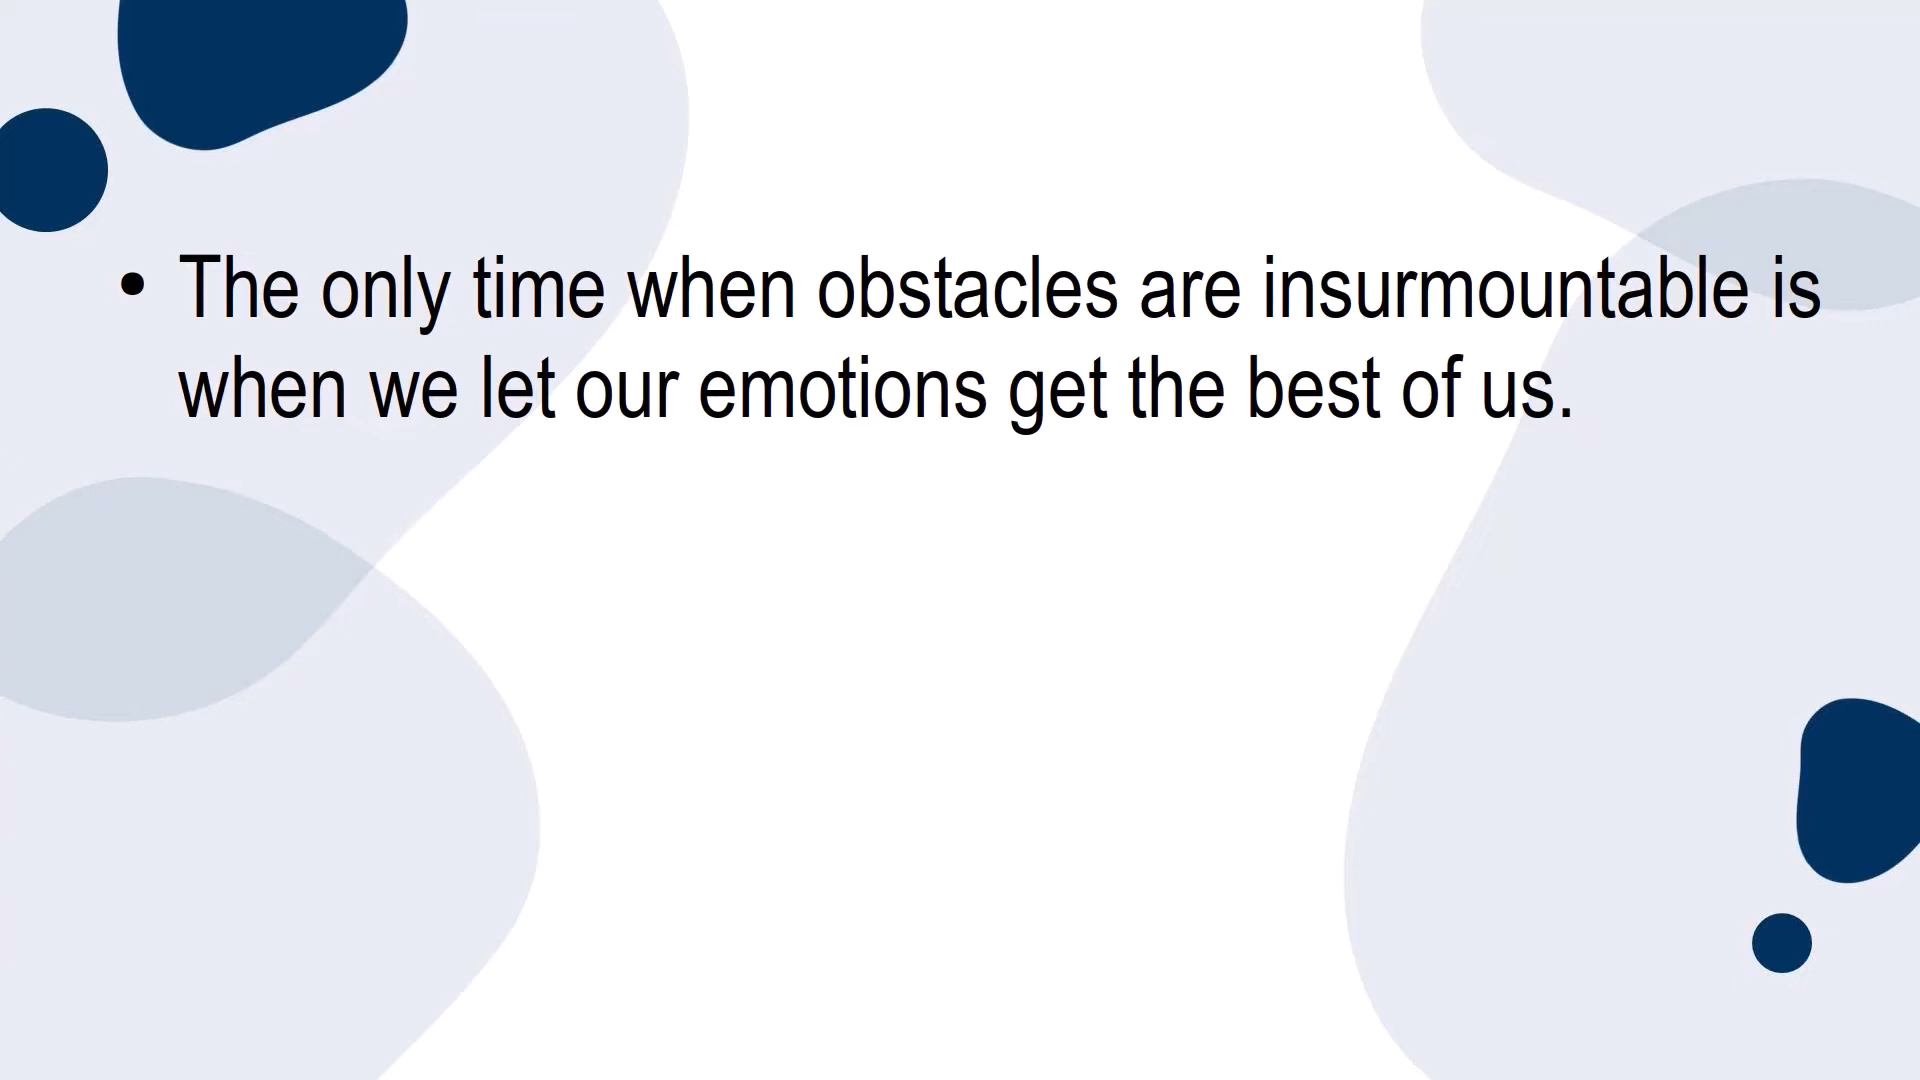 • The only time when obstacles are insurmountable is
when we let our emotions get the best of us.